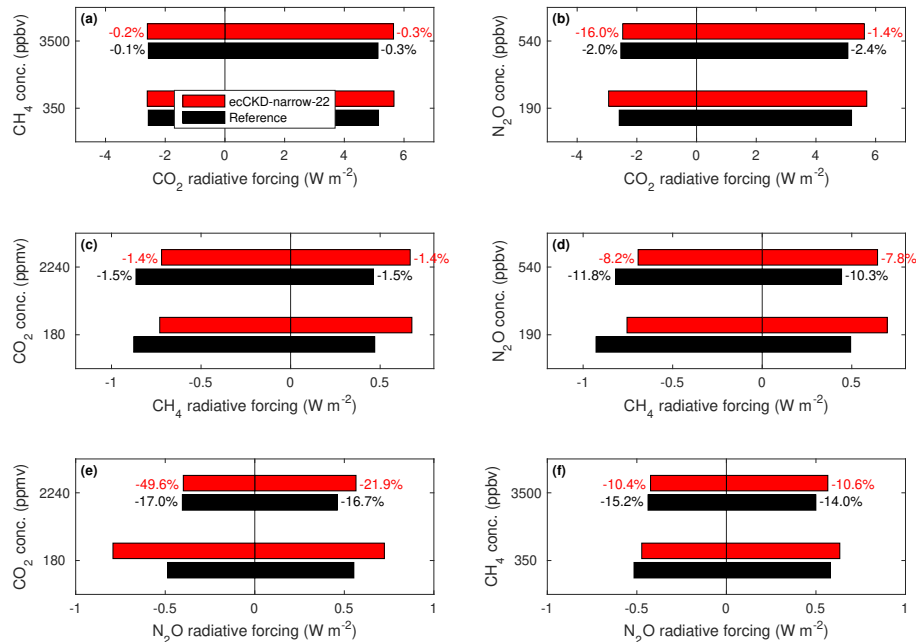 (a)
CH4 conc. (ppbv)
3500
350
-0.2%
-0.3%
-0.1%
-0.3%
ecCKD-narrow-22
Reference
-4 -2 0 2 4 6
CO2 radiative forcing (W m-2)
(b)
N2O conc. (ppbv)
540
190
-16.0%
-1.4%
-2.0%
-2.4%
-4 -2 0 2 4 6
CO2 radiative forcing (W m-2)
(c)
CO2 conc. (ppmv)
2240
180
-1.4%
-1.4%
-1.5%
-1.5%
-1 -0.5 0 0.5
CH4 radiative forcing (W m-2)
(d)
N2O conc. (ppbv)
540
190
-8.2%
-7.8%
-11.8%
-10.3%
-1 -0.5 0 0.5
CH4 radiative forcing (W m-2)
(e)
CO2 conc. (ppmv)
2240
180
-49.6%
-21.9%
-17.0%
-16.7%
-1 -0.5 0 0.5 1
N2O radiative forcing (W m-2)
(f)
CH4 conc. (ppbv)
3500
350
-10.4%
-10.6%
-15.2%
-14.0%
-1 -0.5 0 0.5 1
N2O radiative forcing (W m-2)